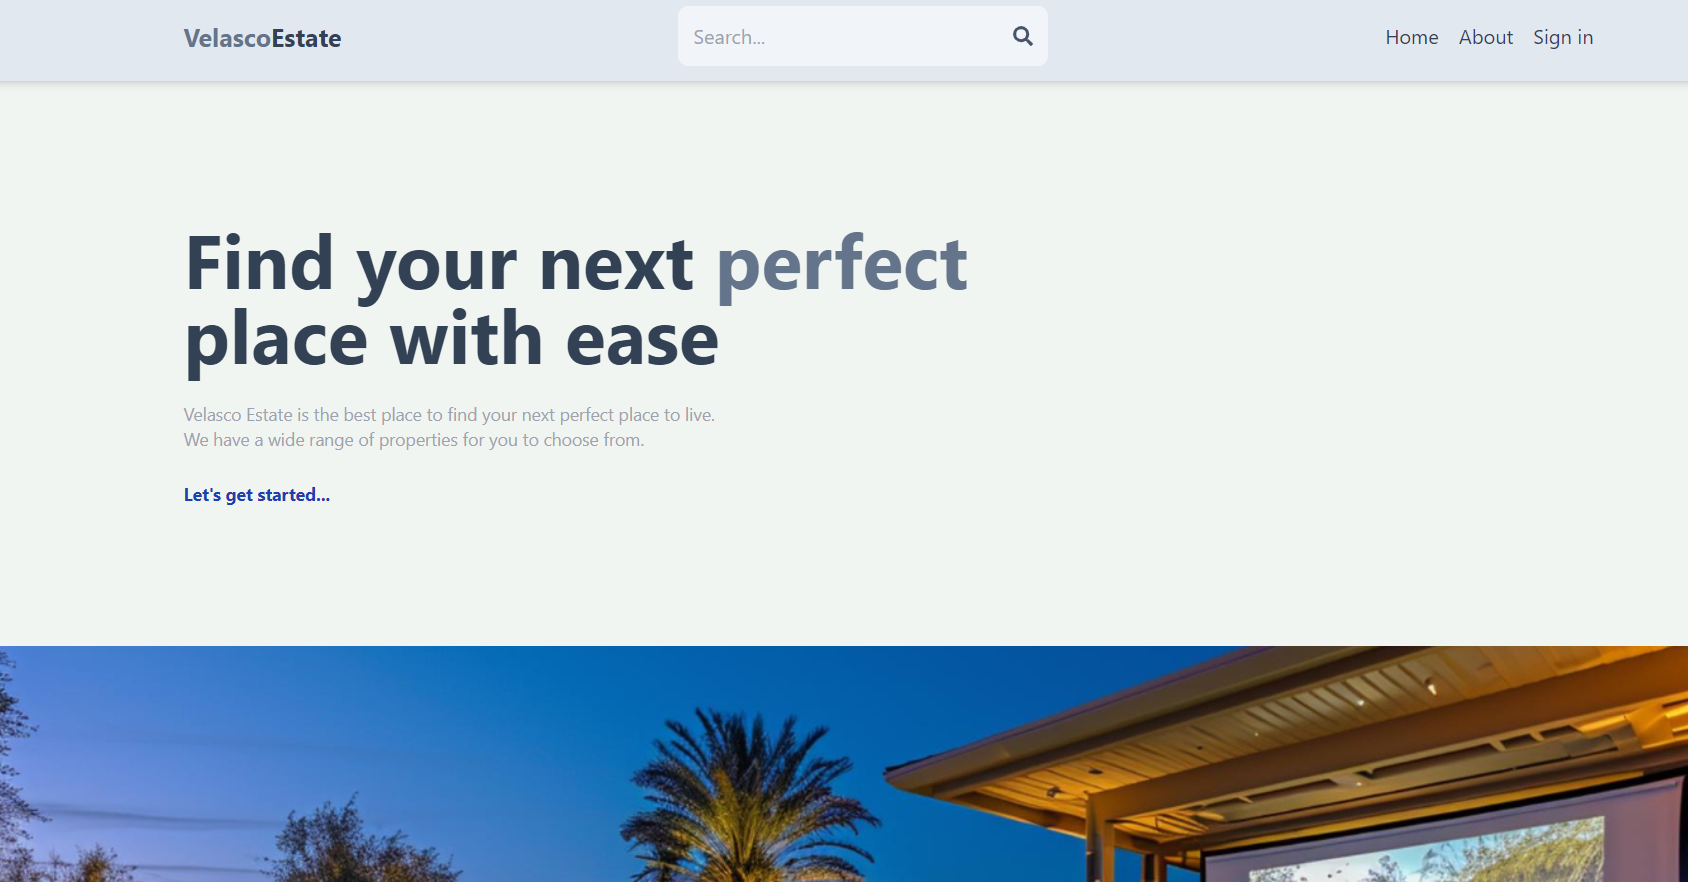 VelascoEstate
Search...
Home About Sign in
Find your next perfect
place with ease
Velasco Estate is the best place to find your next perfect place to live.
We have a wide range of properties for you to choose from.
Let's get started...